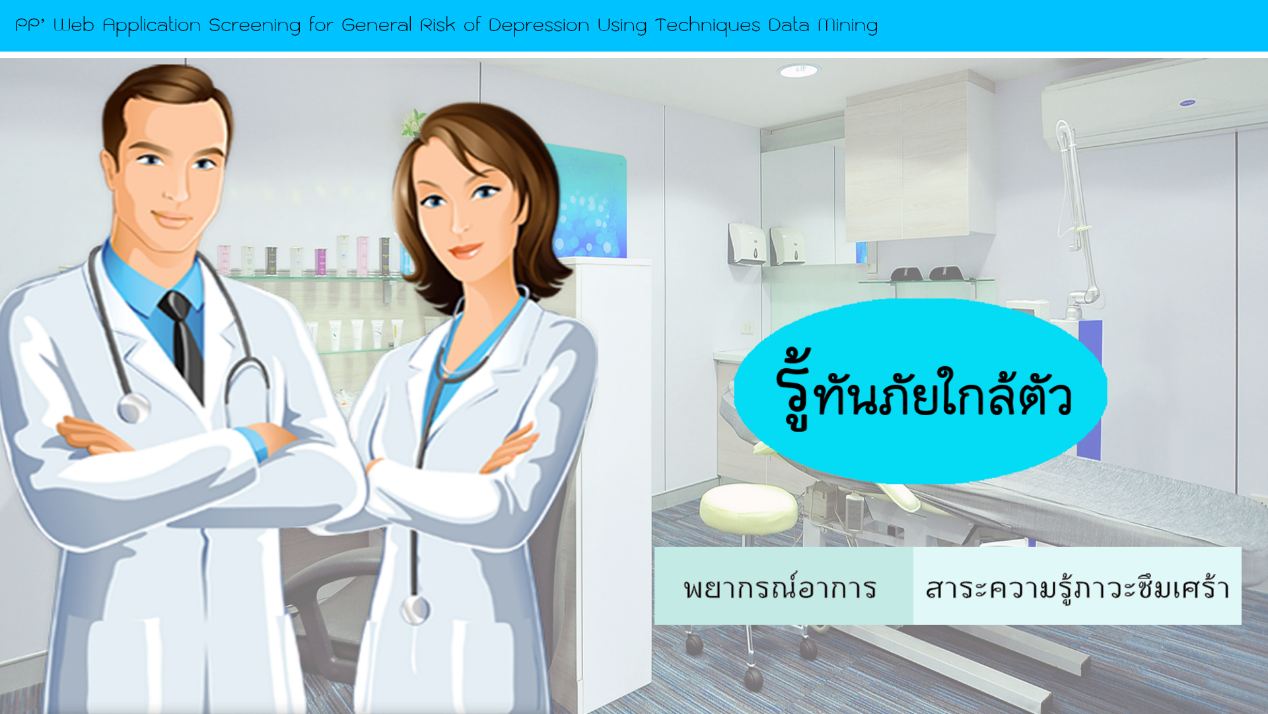 PP' Web Application Screening for General Risk of Depression Using Techniques Data Mining
รู้ทันภัยใกล้ตัว
พยากรณ์อาการ
สาระความรู้ภาวะซึมเศร้า